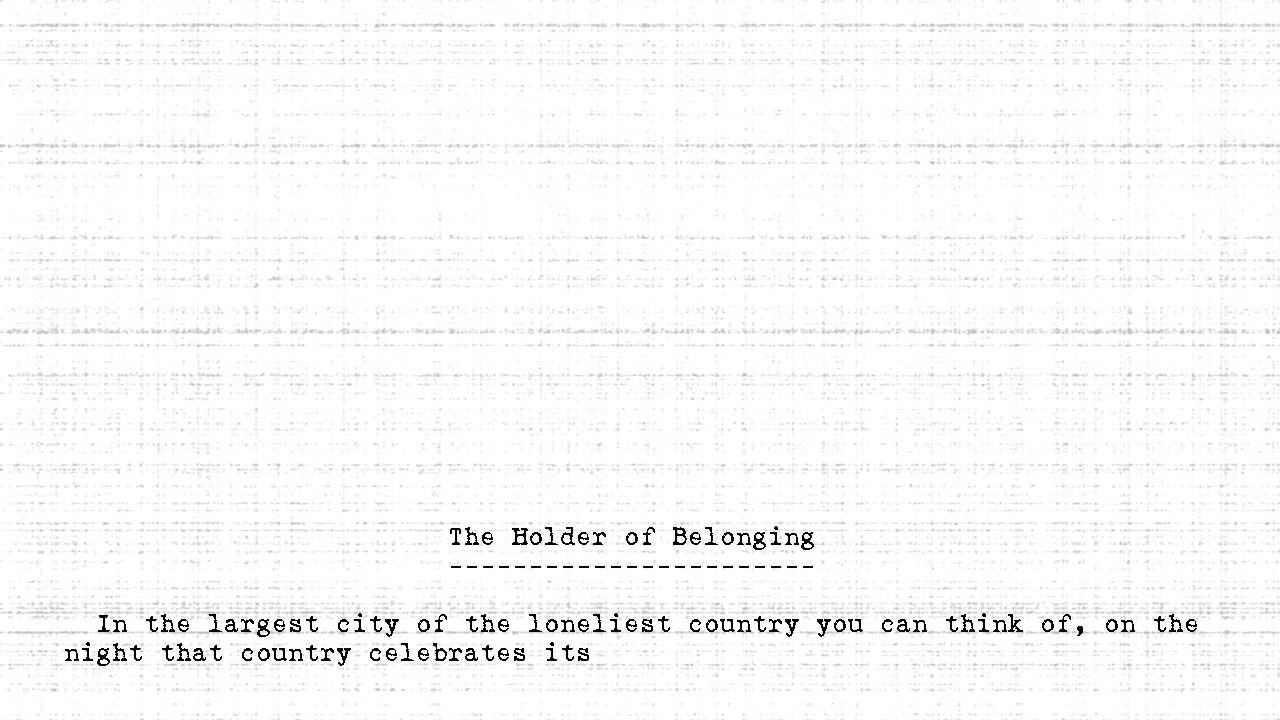 The Holder of Belonging
-----------------------
In the largest city of the loneliest country you can think of, on the
night that country celebrates its